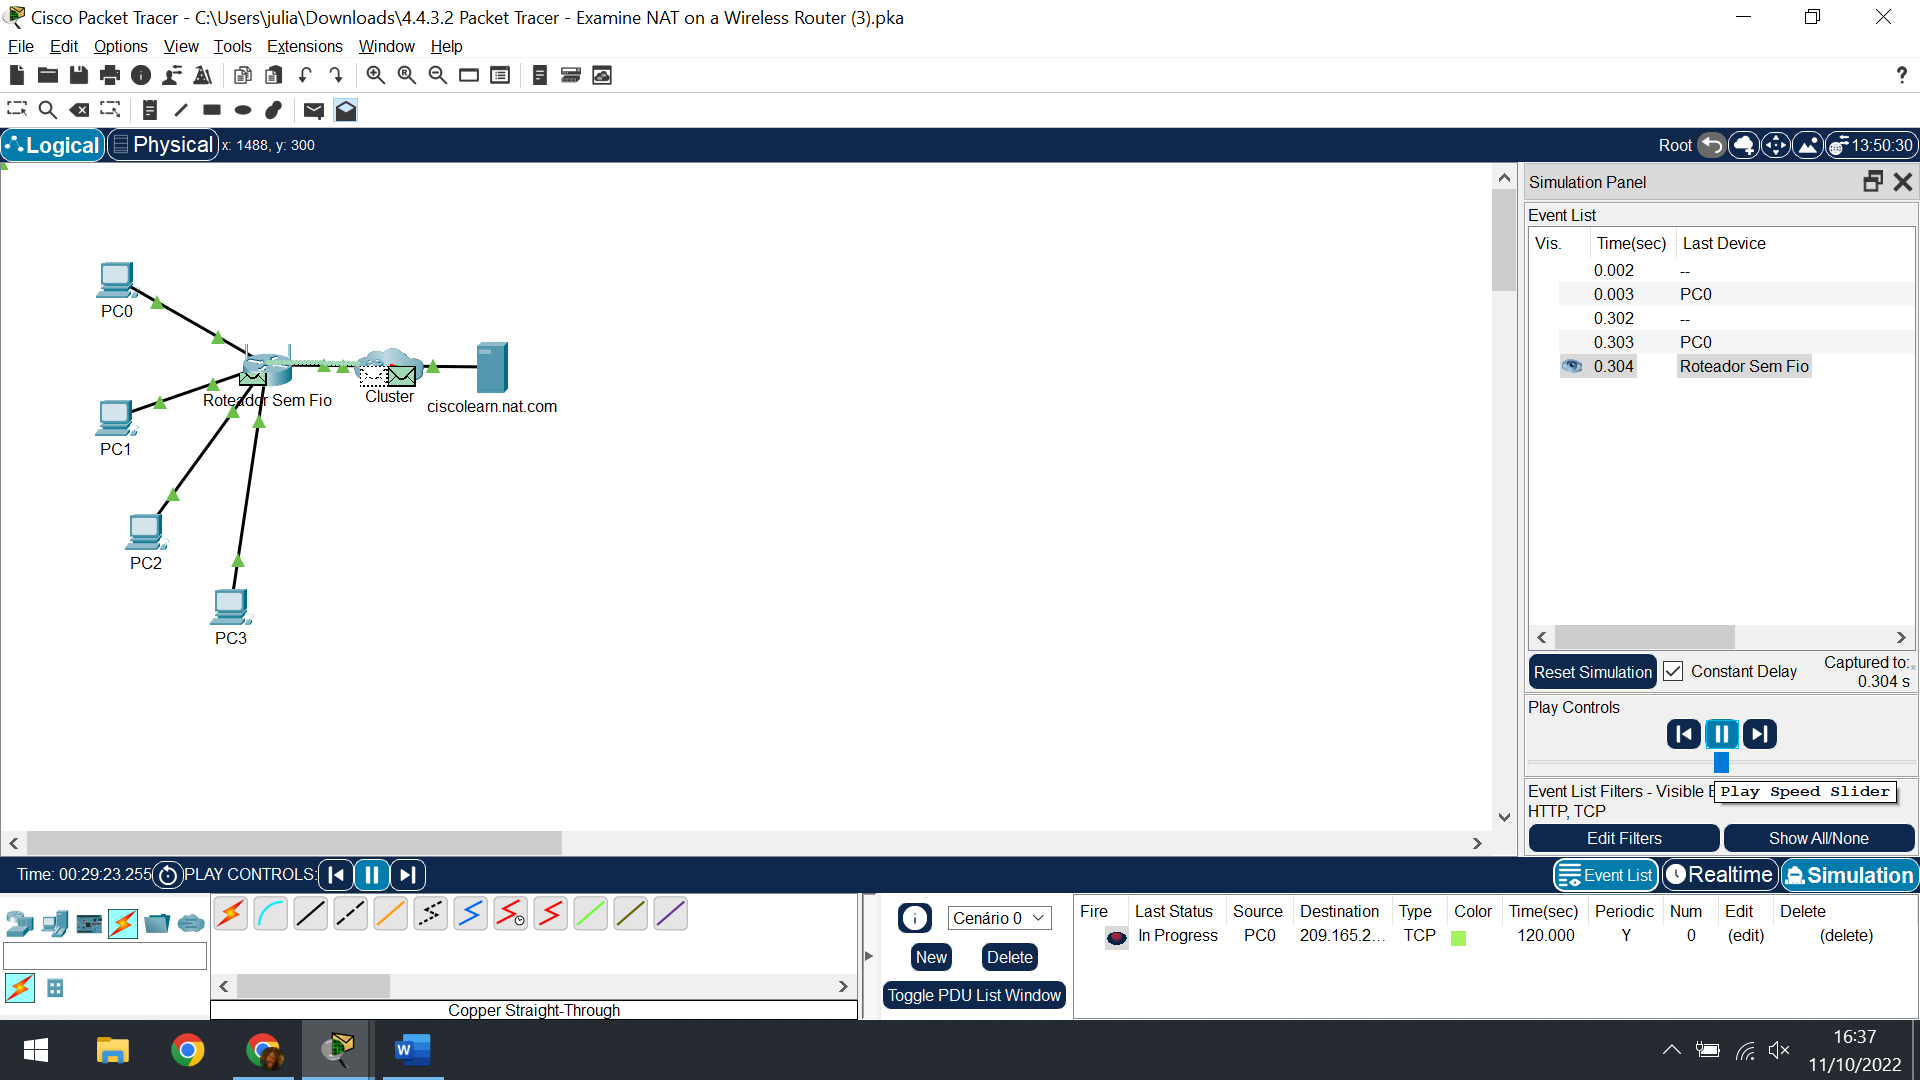 Cisco Packet Tracer - C:\Users\julia\Downloads\4.4.3.2 Packet Tracer - Examine NAT on a Wireless Router (3).pka
File Edit Options View Tools Extensions Window Help
?
Logical Physical x: 1488, y: 300 Root 13:50:30
Simulation Panel
Event List
Vis. Time(sec) Last Device
0.002 --
0.003 PC0
0.302 --
0.303 PC0
0.304 Roteador Sem Fio
PC0
Roteador Sem Fio
Cluster
ciscolearn.nat.com
PC1
PC2
PC3
Reset Simulation Constant Delay Captured to:
0.304 s
Play Controls
Event List Filters - Visible E
Play Speed Slider
HTTP, TCP
Edit Filters Show All/None
Time: 00:29:23.255 PLAY CONTROLS:
Event List Realtime Simulation
Cenário 0
New Delete
Toggle PDU List Window
Fire Last Status Source Destination Type Color Time(sec) Periodic Num Edit Delete
In Progress PC0 209.165.2... TCP 120.000 Y 0 (edit) (delete)
Copper Straight-Through
16:37
11/10/2022